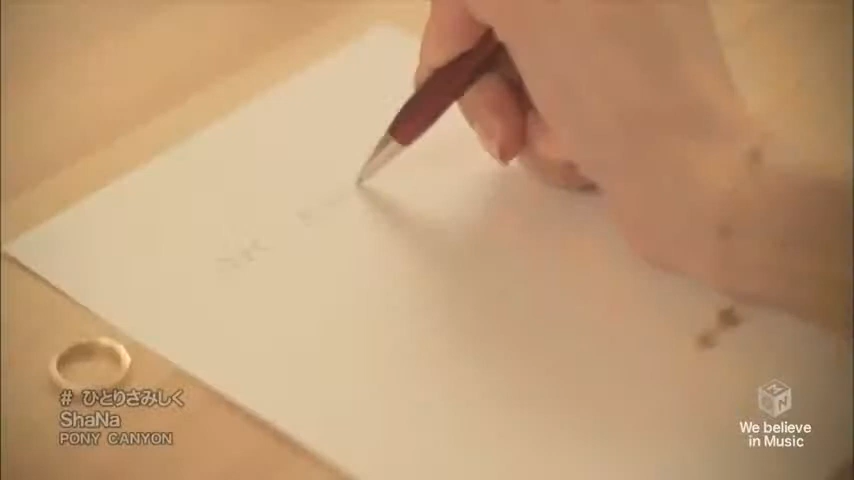 # ひとりさみしく
ShaNa
PONY CANYON
M
N
We believe
in Music